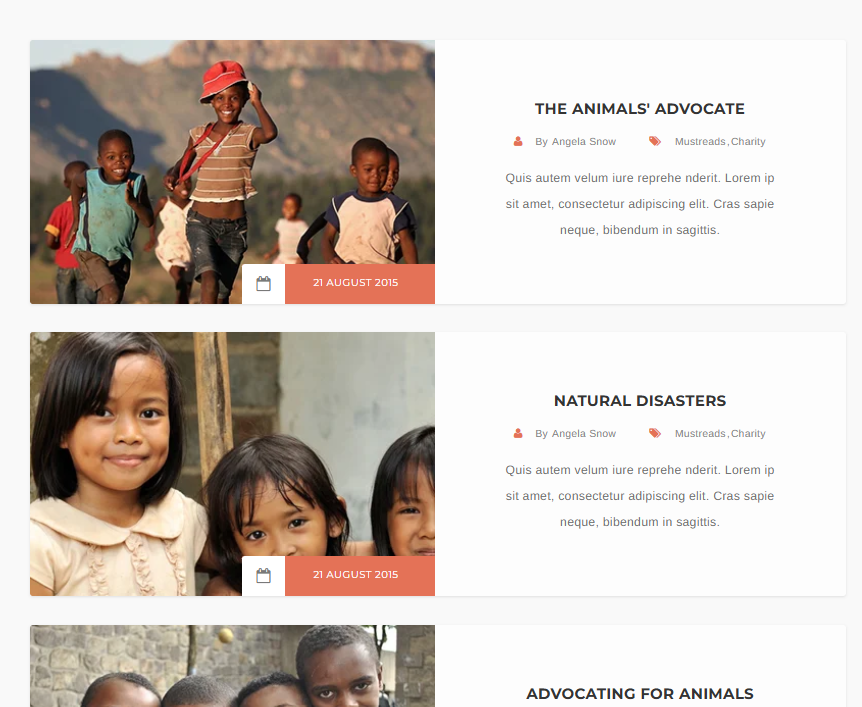 THE ANIMALS' ADVOCATE
By Angela Snow Mustreads,Charity
Quis autem velum iure reprehe nderit. Lorem ip
sit amet, consectetur adipiscing elit. Cras sapie
neque, bibendum in sagittis.
21 AUGUST 2015
NATURAL DISASTERS
By Angela Snow Mustreads,Charity
Quis autem velum iure reprehe nderit. Lorem ip
sit amet, consectetur adipiscing elit. Cras sapie
neque, bibendum in sagittis.
21 AUGUST 2015
ADVOCATING FOR ANIMALS